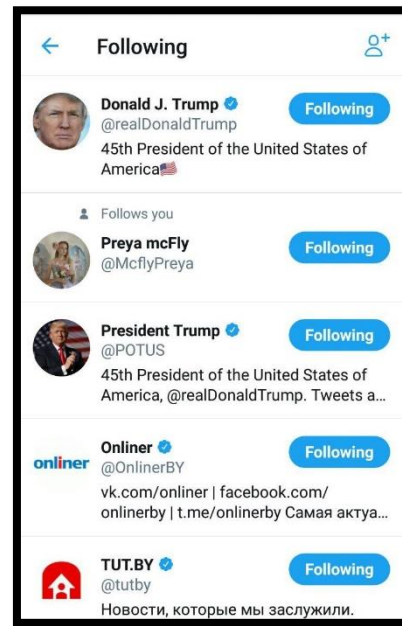 Following
Donald J. Trump
Following
@realDonaldTrump
45th President of the United States of
America
Follows you
Preya mcFly
Following
@McflyPreya
President Trump
Following
@POTUS
45th President of the United States of
America, @realDonaldTrump. Tweets a...
onliner
Onliner
Following
@OnlinerBY
vk.com/onliner | facebook.com/
onlinerby | t.me/onlinerby Самая актуа...
TUT.BY
Following
@tutby
Новости, которые мы заслужили.